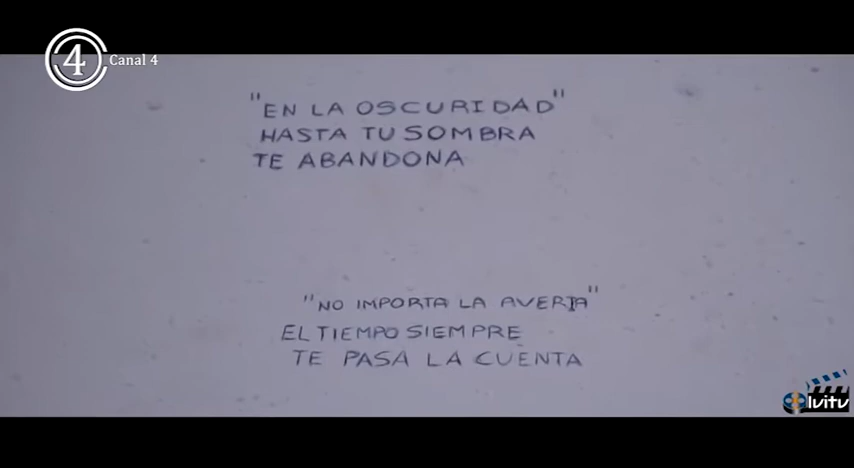 4 Canal 4
"EN LA OSCURIDAD"
HASTA TU SOMBRA
TE ABANDONA
"NO IMPORTA LA AVERIA"
EL TIEMPO SIEMPRE
TE PASA LA CUENTA
lvitv